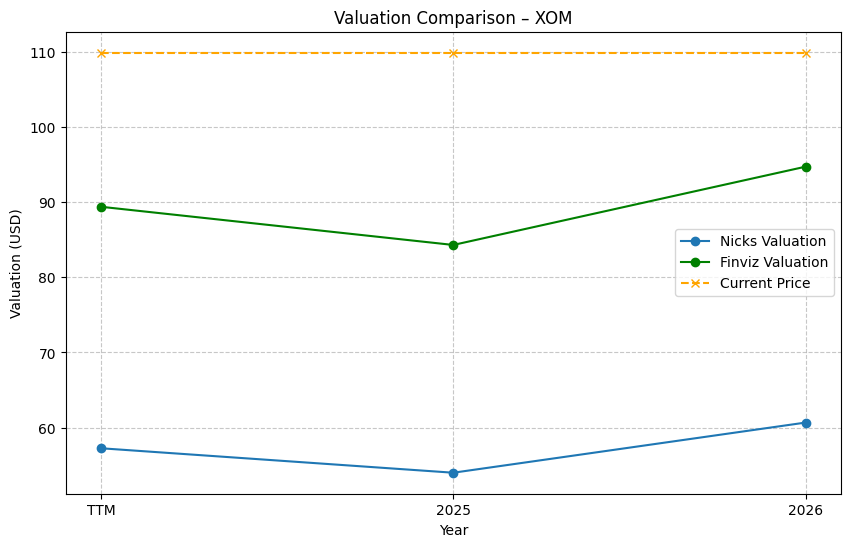 Valuation Comparison – XOM
Valuation (USD)
110
100
90
80
70
60
Nicks Valuation
Finviz Valuation
Current Price
TTM
2025
2026
Year